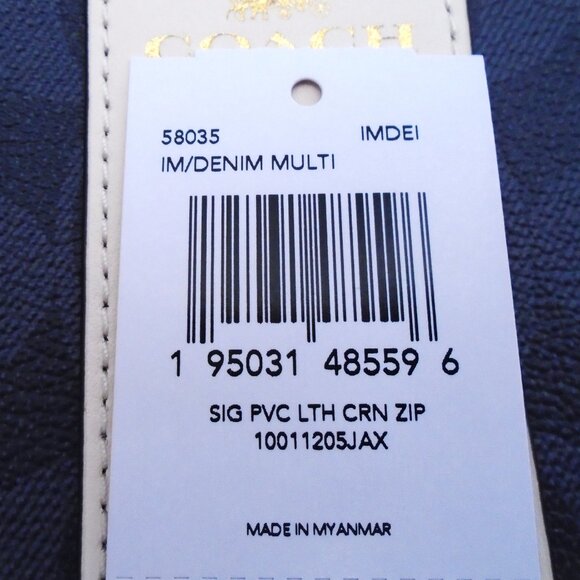 COACH
58035 IMDEI
IM/DENIM MULTI
1 95031 48559 6
SIG PVC LTH CRN ZIP
10011205JAX
MADE IN MYANMAR